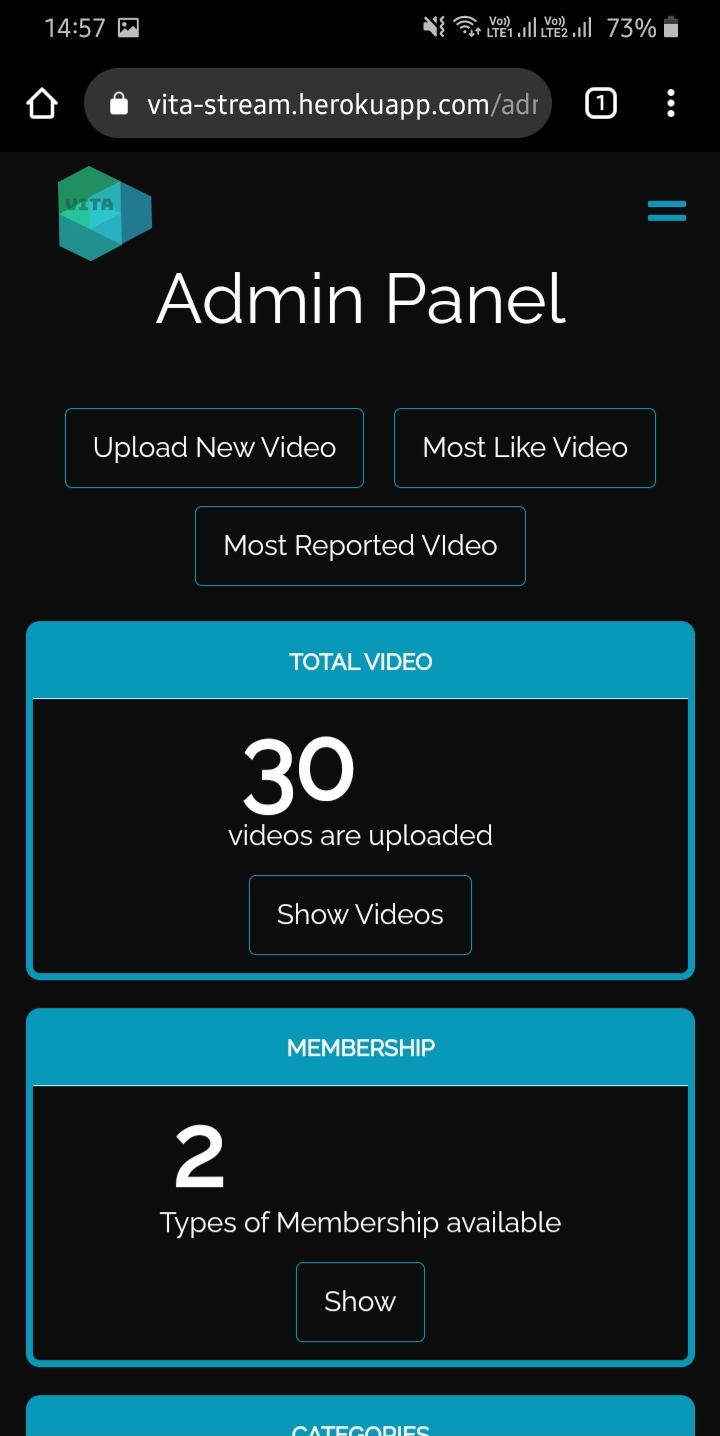 14:57 Vo)) LTE1 Vo)) LTE2 73%
vita-stream.herokuapp.com/adr 1
VITA
Admin Panel
Upload New Video Most Like Video
Most Reported VIdeo
TOTAL VIDEO
30
videos are uploaded
Show Videos
MEMBERSHIP
2
Types of Membership available
Show
CATEGORIES